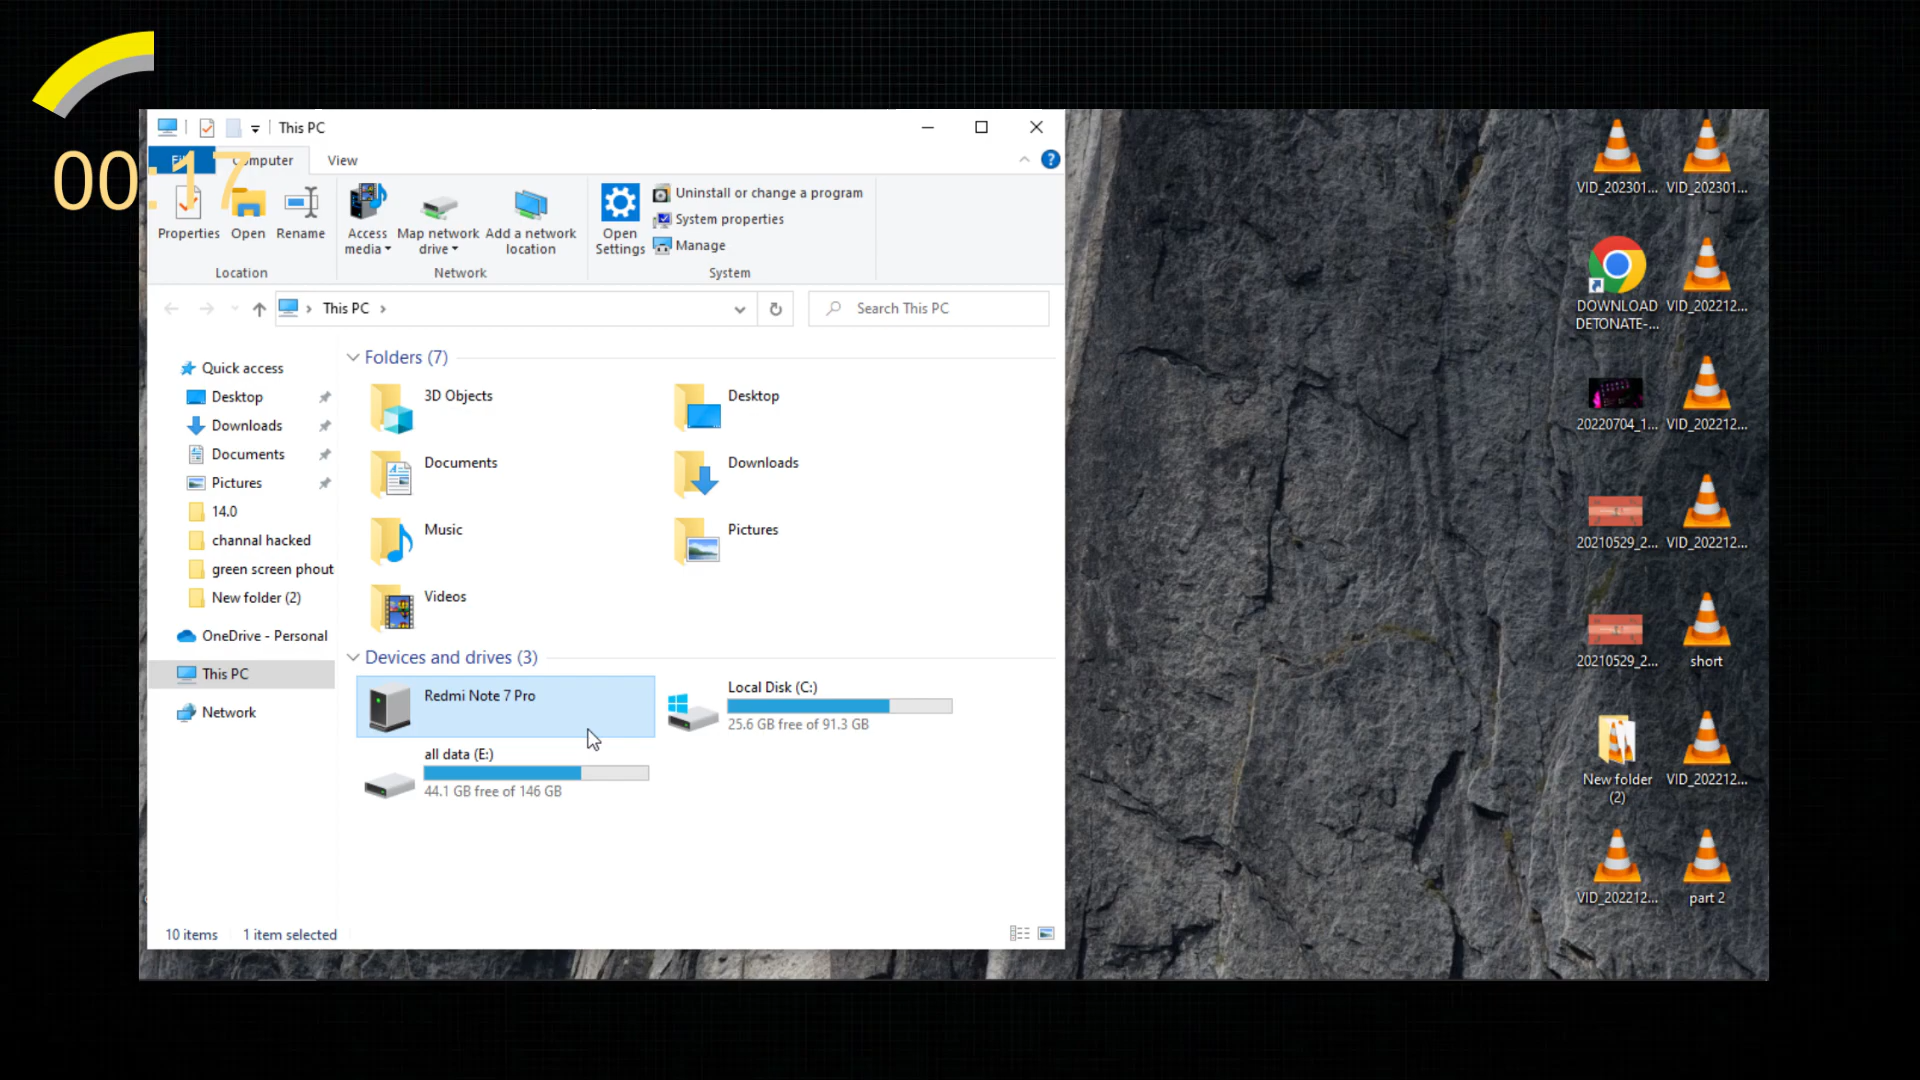 This PC
Computer
View
00:17
Properties
Open
Rename
Access media
Map network drive
Add a network location
Open Settings
Uninstall or change a program
System properties
Manage
Location
Network
System
This PC
Search This PC
Quick access
Desktop
Downloads
Documents
Pictures
14.0
channal hacked
green screen phout
New folder (2)
OneDrive - Personal
This PC
Network
Folders (7)
3D Objects
Desktop
Documents
Downloads
Music
Pictures
Videos
Devices and drives (3)
Redmi Note 7 Pro
Local Disk (C:)
25.6 GB free of 91.3 GB
all data (E:)
44.1 GB free of 146 GB
10 items
1 item selected
VID_202301...
VID_202301...
DOWNLOAD
DETONATE-...
VID_202212...
20220704_1...
VID_202212...
20210529_2...
VID_202212...
20210529_2...
short
New folder
(2)
VID_202212...
VID_202212...
part 2